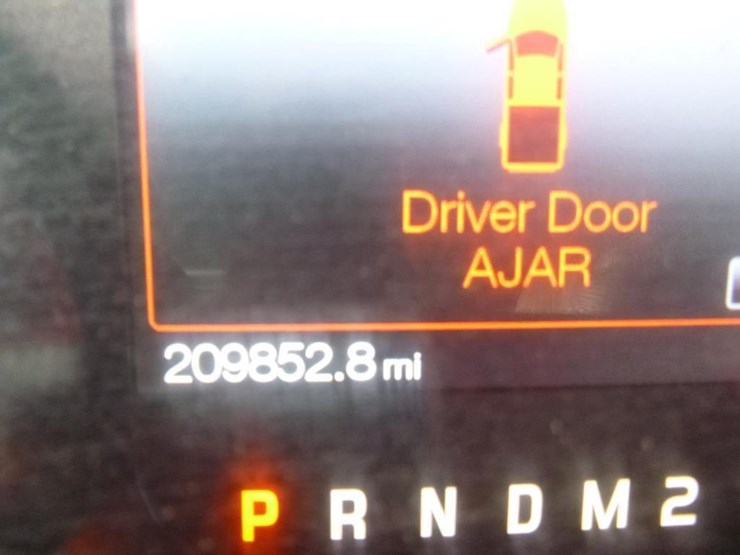 Driver Door
AJAR
209852.8 mi
P R N D M 2